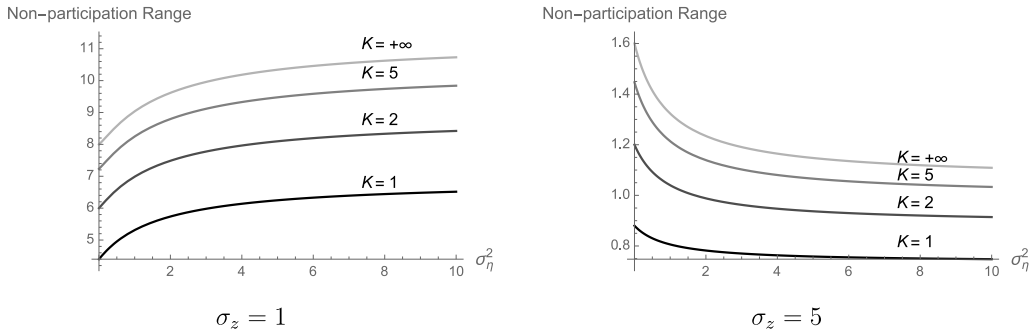 Non-participation Range
11
10
9
8
7
6
5
K = +∞
K = 5
K = 2
K = 1
2 4 6 8 10
σ_η^2
σ_z = 1
Non-participation Range
1.6
1.4
1.2
1.0
0.8
K = +∞
K = 5
K = 2
K = 1
2 4 6 8 10
σ_η^2
σ_z = 5